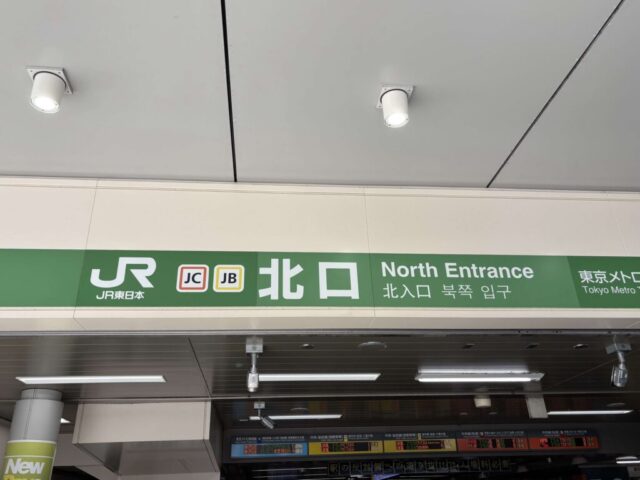 JR
JR東日本
JC JB
北口
North Entrance
北入口 북쪽 입구
東京メトロ
Tokyo Metro
New